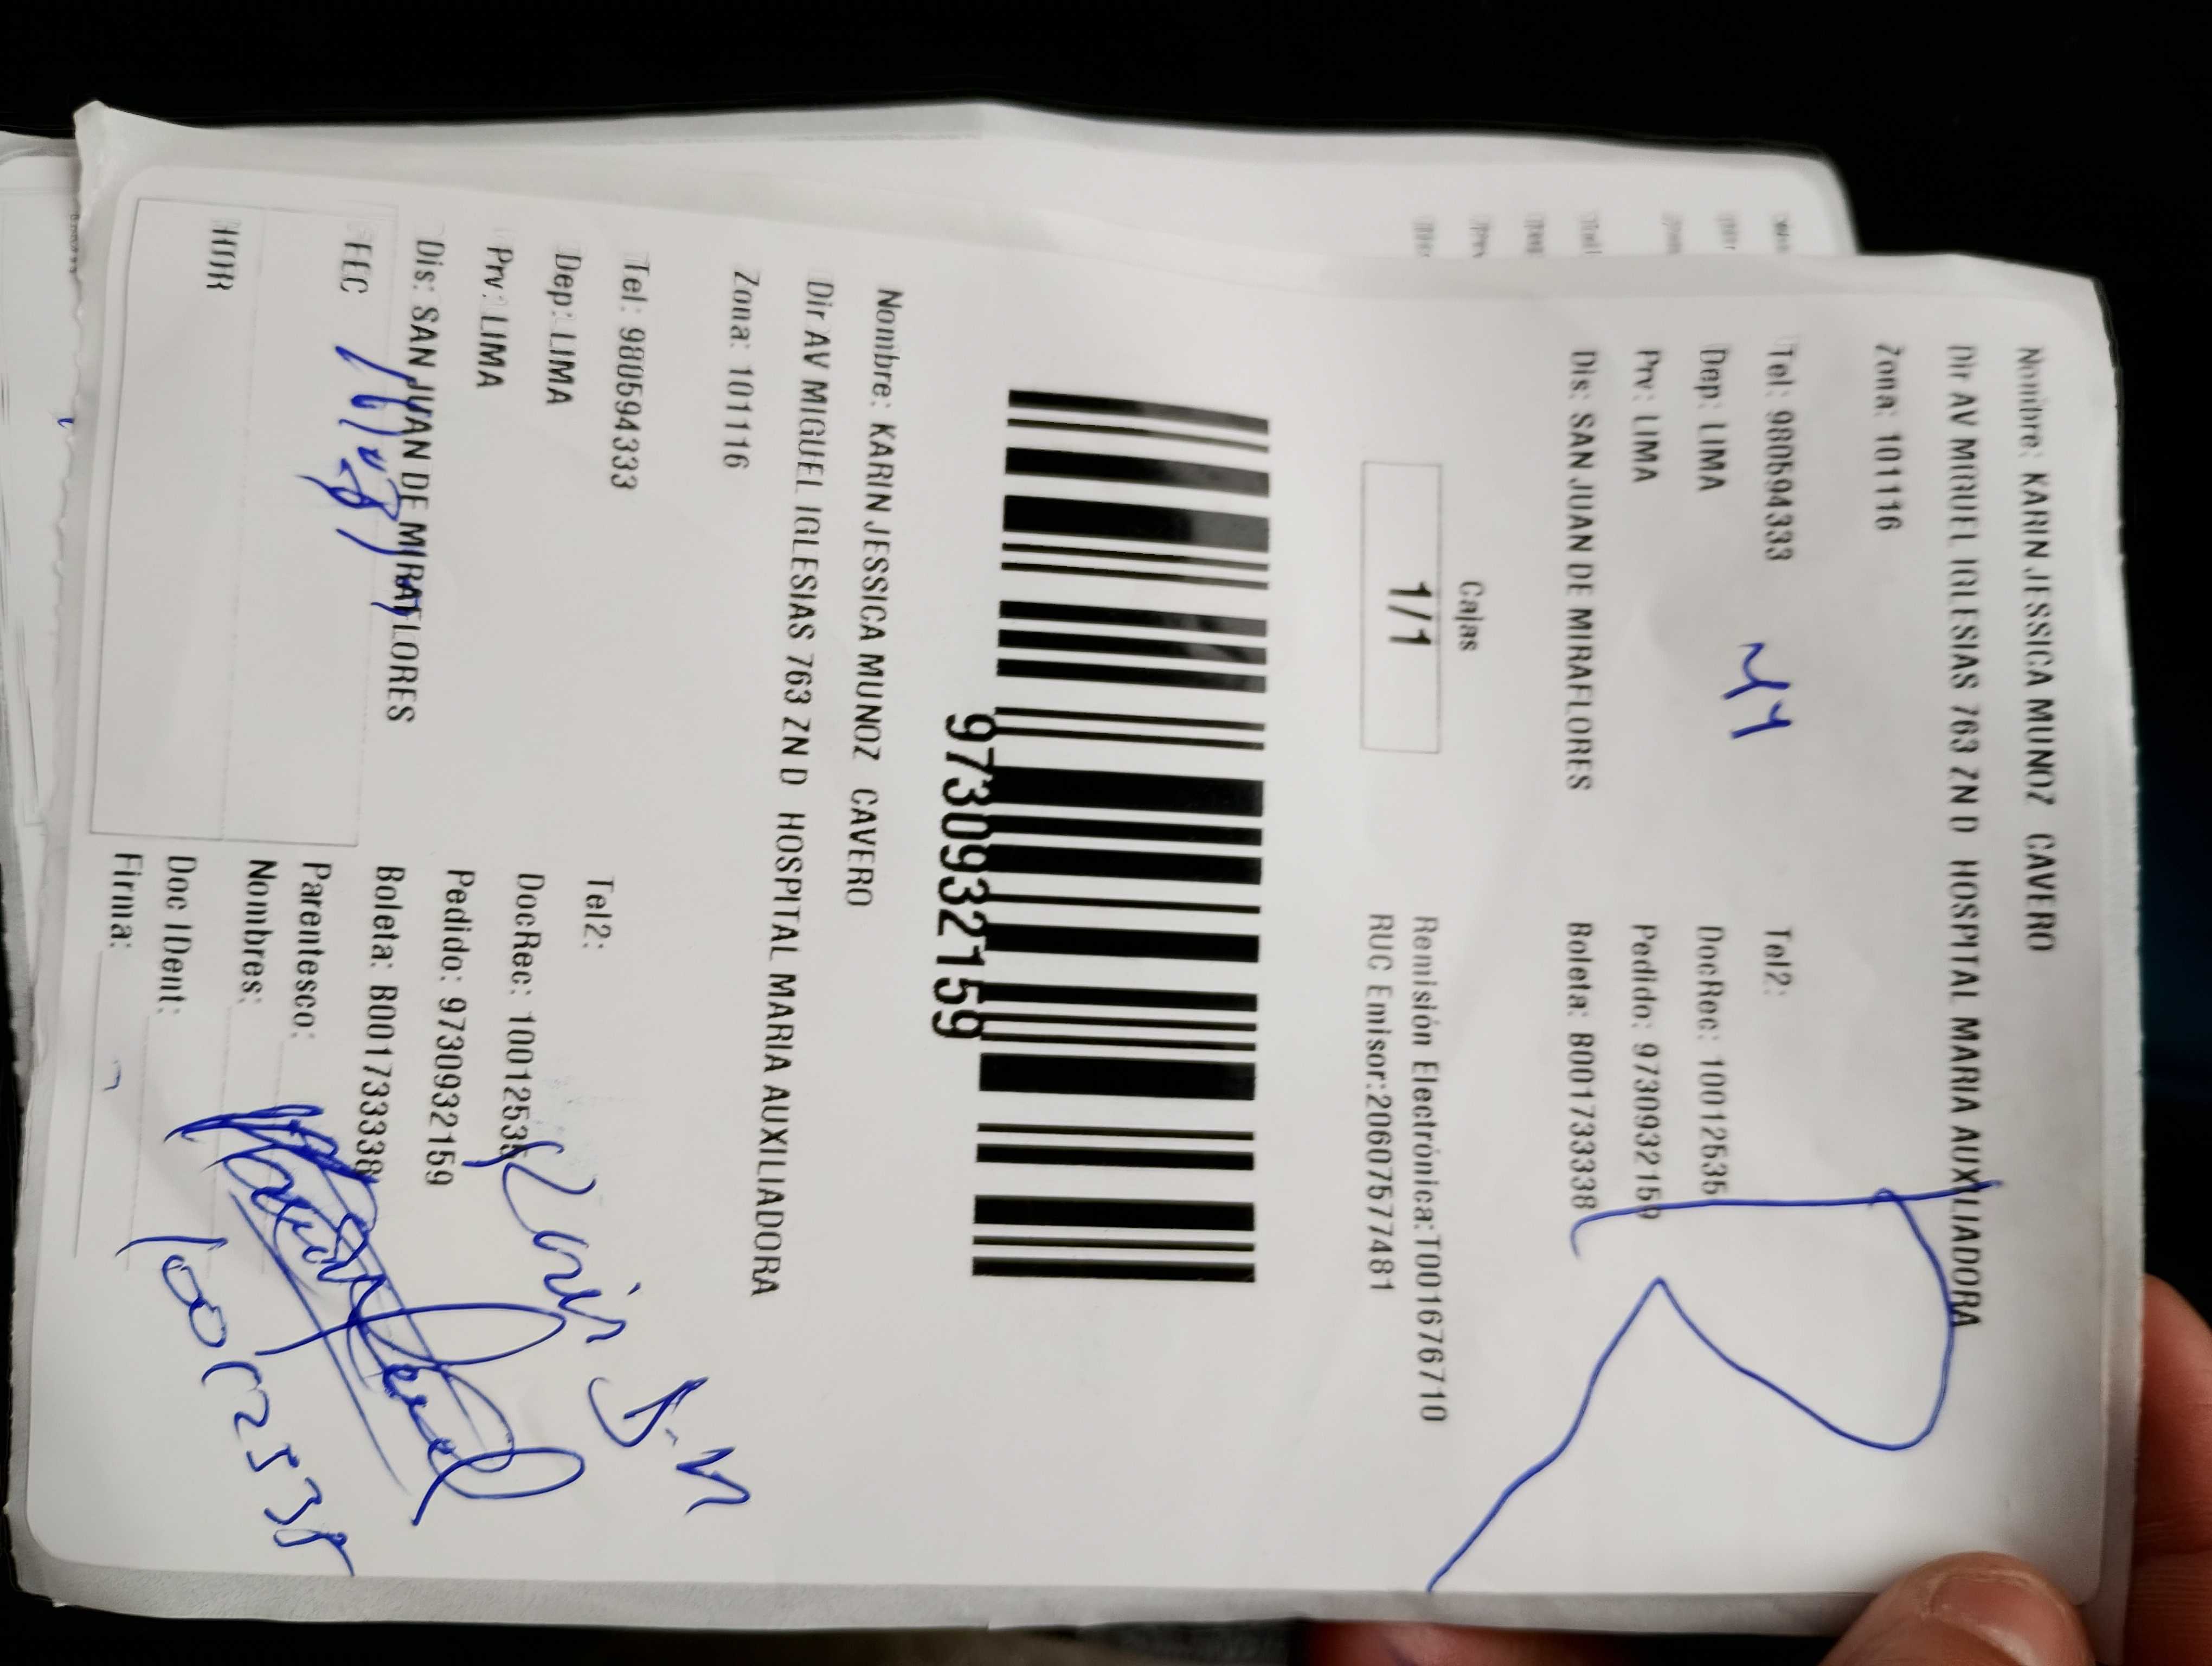 Nombre: KARIN JESSICA MUNOZ CAVERO
Dir AV MIGUEL IGLESIAS 763 ZN D HOSPITAL MARIA AUXILIADORA
Zona: 101116
Tel: 980594333 Tel2:
Dep: LIMA DocRec: 10012535
Prv: LIMA Pedido: 9730932159
Dis: SAN JUAN DE MIRAFLORES Boleta: B001733338
R
Cajas
1/1
Remisión Electrónica:T001676710
RUC Emisor:20607577481
9730932159
Nombre: KARIN JESSICA MUNOZ CAVERO
Dir AV MIGUEL IGLESIAS 763 ZN D HOSPITAL MARIA AUXILIADORA
Zona: 101116
Tel: 980594333 Tel2:
Dep: LIMA DocRec: 10012535
Prv: LIMA Pedido: 9730932159
Dis: SAN JUAN DE MIRAFLORES Boleta: B001733338
FEC
HOR
Parentesco:
Nombres:
Doc IDent: 10012535
Firma: